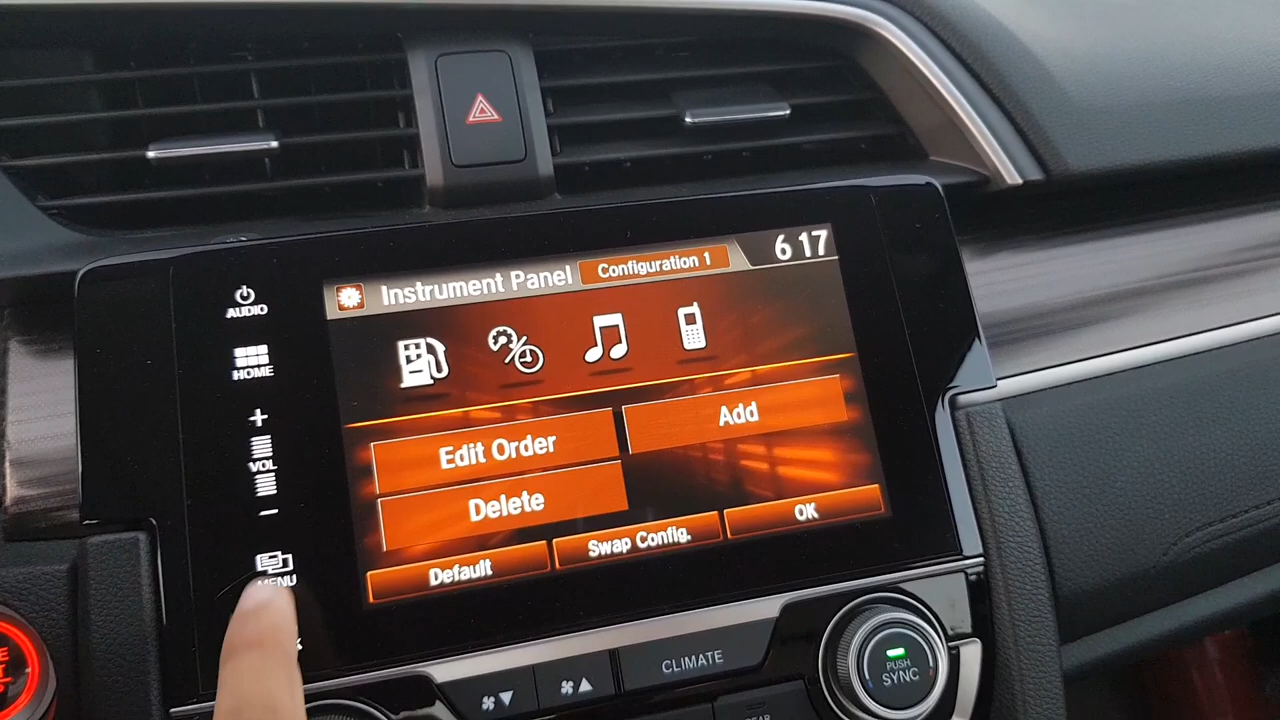 Instrument Panel
Configuration 1
6 17
AUDIO
HOME
+
VOL
-
MENU
Edit Order
Add
Delete
Default
Swap Config.
OK
CLIMATE
PUSH
SYNC